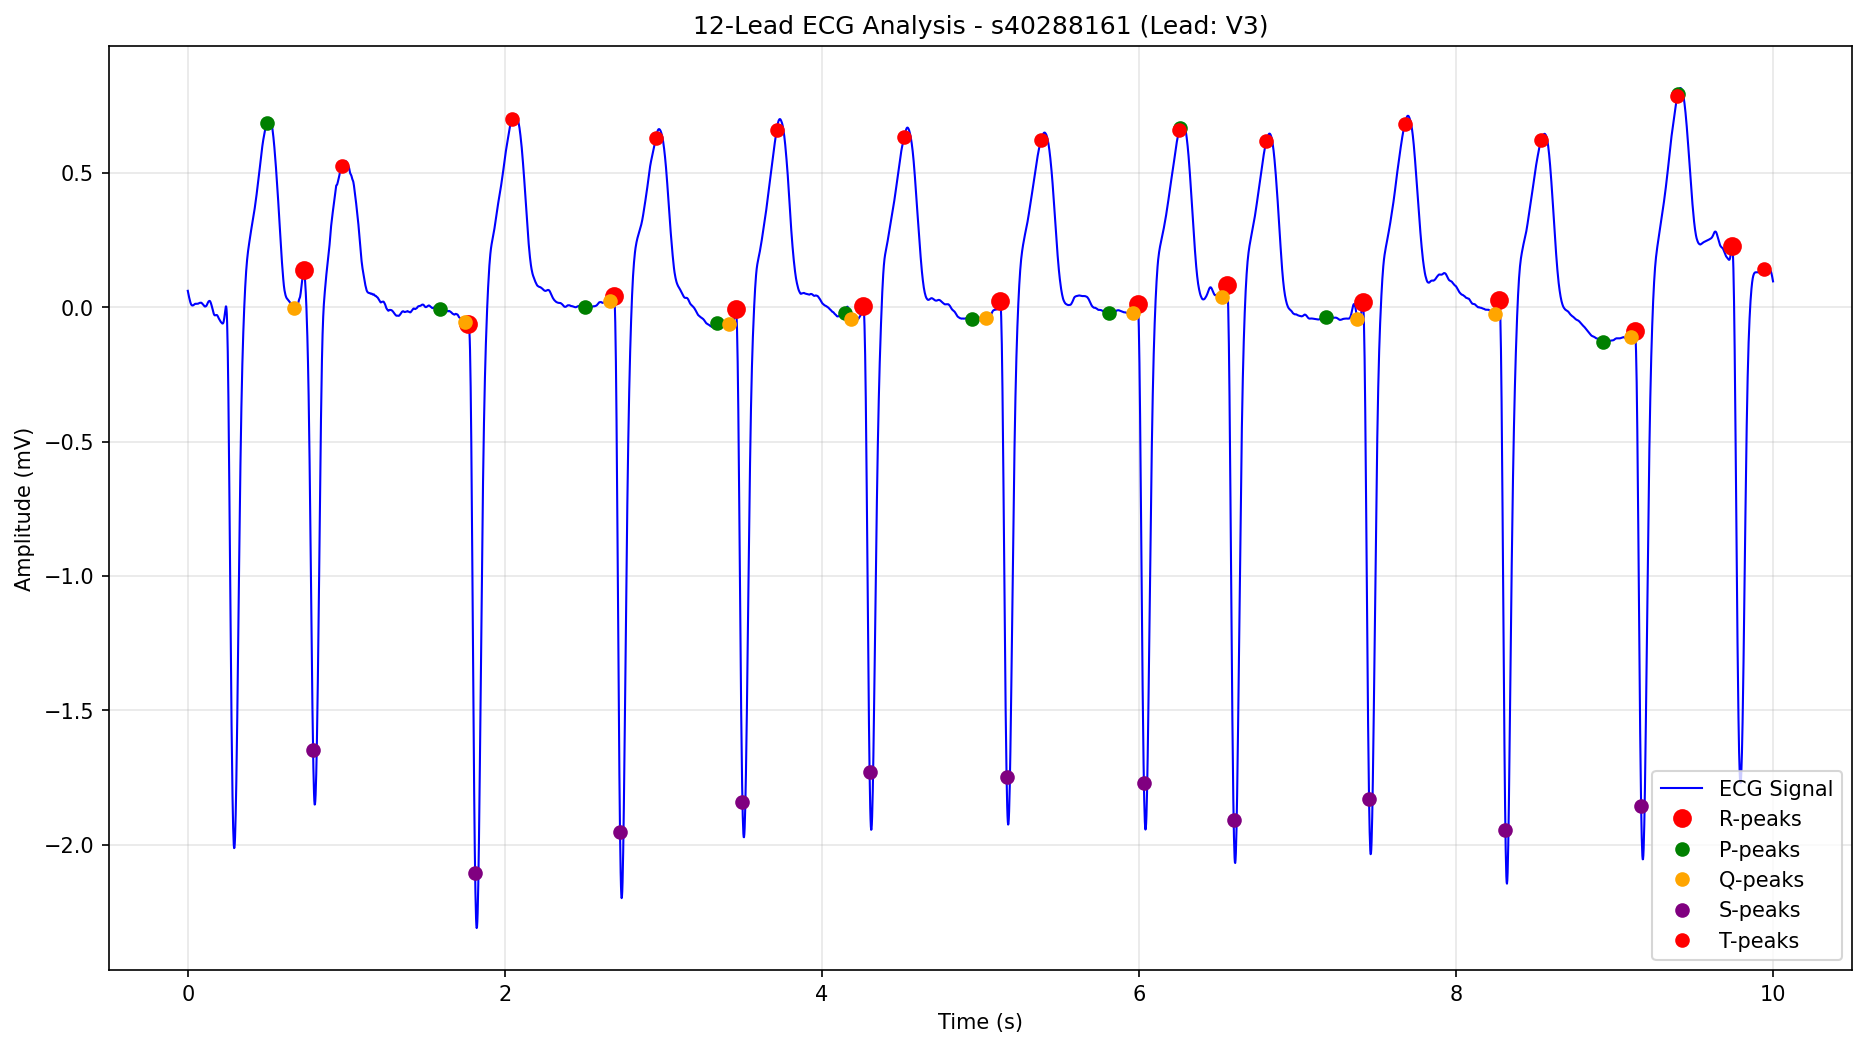 12-Lead ECG Analysis - s40288161 (Lead: V3)
Amplitude (mV)
0.5
0.0
−0.5
−1.0
−1.5
−2.0
0 2 4 6 8 10
Time (s)
ECG Signal
R-peaks
P-peaks
Q-peaks
S-peaks
T-peaks